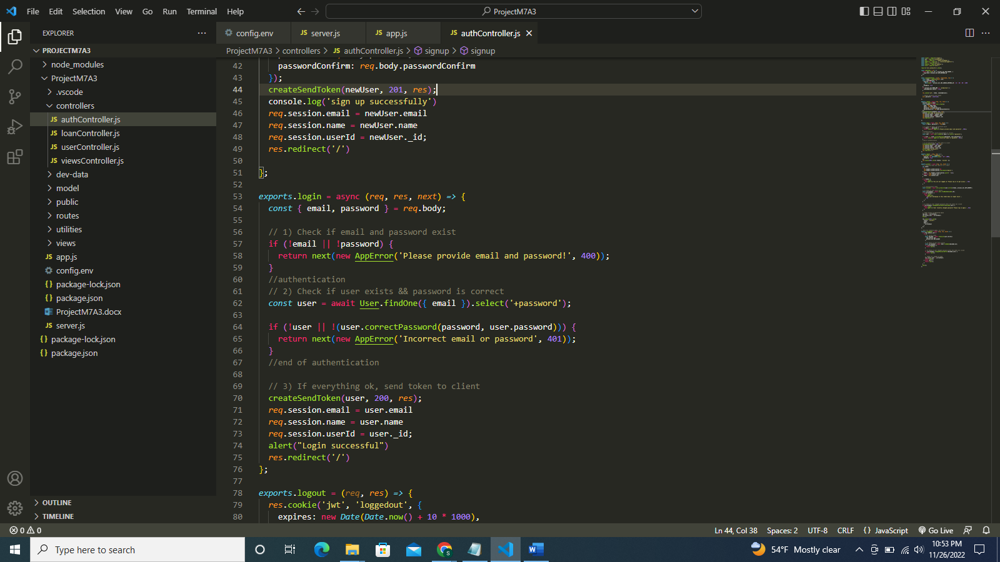 File Edit Selection View Go Run Terminal Help
ProjectM7A3
EXPLORER
PROJECTM7A3
node_modules
ProjectM7A3
.vscode
controllers
JS authController.js
JS loanController.js
JS userController.js
JS viewsController.js
dev-data
model
public
routes
utilities
views
JS app.js
config.env
{} package-lock.json
{} package.json
ProjectM7A3.docx
JS server.js
{} package-lock.json
{} package.json
OUTLINE
TIMELINE
config.env
JS server.js
JS app.js
JS authController.js
ProjectM7A3 > controllers > JS authController.js > signup > signup
42 passwordConfirm: req.body.passwordConfirm
43 });
44 createSendToken(newUser, 201, res);
45 console.log('sign up successfully')
46 req.session.email = newUser.email
47 req.session.name = newUser.name
48 req.session.userId = newUser._id;
49 res.redirect('/')
50
51 };
52
53 exports.login = async (req, res, next) => {
54 const { email, password } = req.body;
55
56 // 1) Check if email and password exist
57 if (!email || !password) {
58 return next(new AppError('Please provide email and password!', 400));
59 }
60 //authentication
61 // 2) Check if user exists && password is correct
62 const user = await User.findOne({ email }).select('+password');
63
64 if (!user || !(user.correctPassword(password, user.password))) {
65 return next(new AppError('Incorrect email or password', 401));
66 }
67 //end of authentication
68
69 // 3) If everything ok, send token to client
70 createSendToken(user, 200, res);
71 req.session.email = user.email
72 req.session.name = user.name
73 req.session.userId = user._id;
74 alert("Login successful")
75 res.redirect('/')
76 };
77
78 exports.logout = (req, res) => {
79 res.cookie('jwt', 'loggedout', {
80 expires: new Date(Date.now() + 10 * 1000),
0 0
Ln 44, Col 38 Spaces: 2 UTF-8 CRLF {} JavaScript Go Live
Type here to search
54°F Mostly clear
10:53 PM
11/26/2022